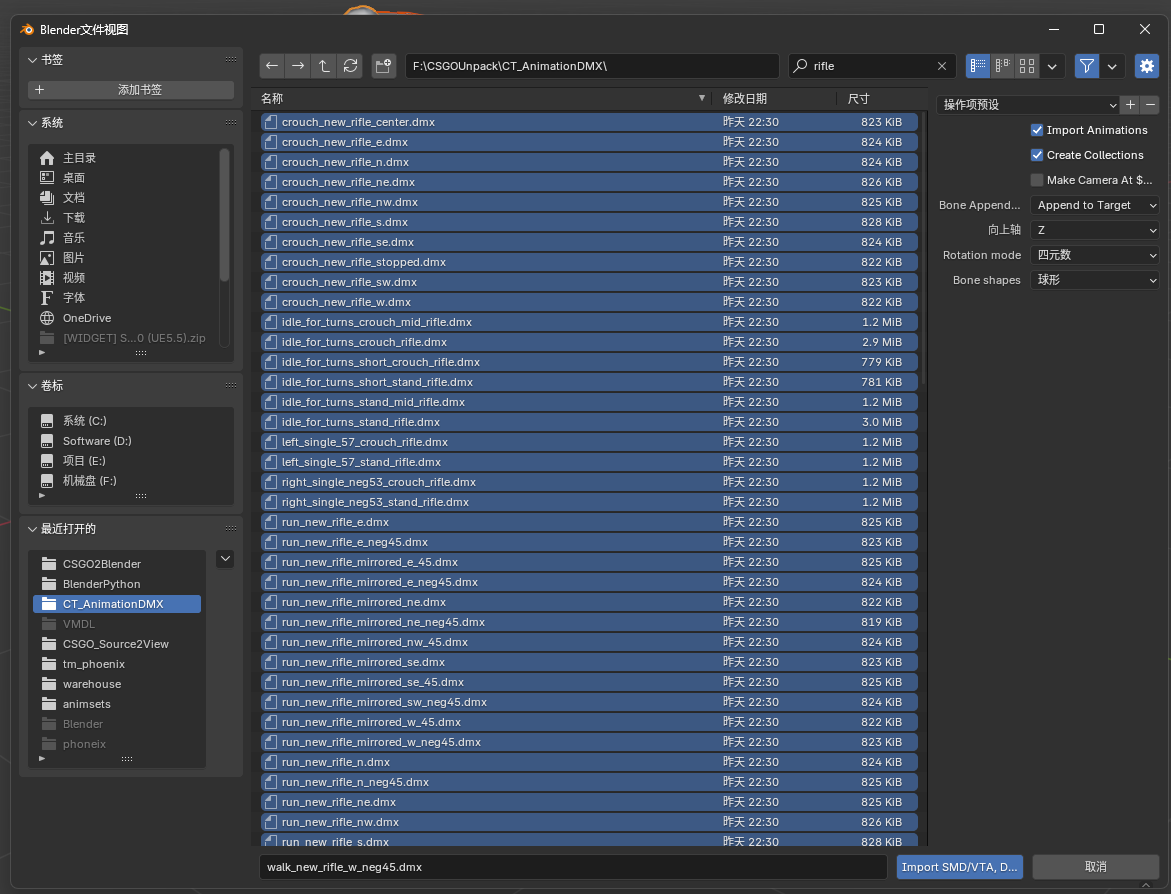 Blender文件视图
书签
添加书签
系统
主目录
桌面
文档
下载
音乐
图片
视频
字体
OneDrive
[WIDGET] S...0 (UE5.5).zip
卷标
系统 (C:)
Software (D:)
项目 (E:)
机械盘 (F:)
最近打开的
CSGO2Blender
BlenderPython
CT_AnimationDMX
VMDL
CSGO_Source2View
tm_phoenix
warehouse
animsets
Blender
phoneix
F:\CSGOUnpack\CT_AnimationDMX\
rifle
名称 修改日期 尺寸
crouch_new_rifle_center.dmx 昨天 22:30 823 KiB
crouch_new_rifle_e.dmx 昨天 22:30 824 KiB
crouch_new_rifle_n.dmx 昨天 22:30 824 KiB
crouch_new_rifle_ne.dmx 昨天 22:30 826 KiB
crouch_new_rifle_nw.dmx 昨天 22:30 825 KiB
crouch_new_rifle_s.dmx 昨天 22:30 828 KiB
crouch_new_rifle_se.dmx 昨天 22:30 824 KiB
crouch_new_rifle_stopped.dmx 昨天 22:30 822 KiB
crouch_new_rifle_sw.dmx 昨天 22:30 823 KiB
crouch_new_rifle_w.dmx 昨天 22:30 822 KiB
idle_for_turns_crouch_mid_rifle.dmx 昨天 22:30 1.2 MiB
idle_for_turns_crouch_rifle.dmx 昨天 22:30 2.9 MiB
idle_for_turns_short_crouch_rifle.dmx 昨天 22:30 779 KiB
idle_for_turns_short_stand_rifle.dmx 昨天 22:30 781 KiB
idle_for_turns_stand_mid_rifle.dmx 昨天 22:30 1.2 MiB
idle_for_turns_stand_rifle.dmx 昨天 22:30 3.0 MiB
left_single_57_crouch_rifle.dmx 昨天 22:30 1.2 MiB
left_single_57_stand_rifle.dmx 昨天 22:30 1.2 MiB
right_single_neg53_crouch_rifle.dmx 昨天 22:30 1.2 MiB
right_single_neg53_stand_rifle.dmx 昨天 22:30 1.2 MiB
run_new_rifle_e.dmx 昨天 22:30 825 KiB
run_new_rifle_e_neg45.dmx 昨天 22:30 823 KiB
run_new_rifle_mirrored_e_45.dmx 昨天 22:30 825 KiB
run_new_rifle_mirrored_e_neg45.dmx 昨天 22:30 824 KiB
run_new_rifle_mirrored_ne.dmx 昨天 22:30 822 KiB
run_new_rifle_mirrored_ne_neg45.dmx 昨天 22:30 819 KiB
run_new_rifle_mirrored_nw_45.dmx 昨天 22:30 824 KiB
run_new_rifle_mirrored_se.dmx 昨天 22:30 823 KiB
run_new_rifle_mirrored_se_45.dmx 昨天 22:30 825 KiB
run_new_rifle_mirrored_sw_neg45.dmx 昨天 22:30 824 KiB
run_new_rifle_mirrored_w_45.dmx 昨天 22:30 822 KiB
run_new_rifle_mirrored_w_neg45.dmx 昨天 22:30 823 KiB
run_new_rifle_n.dmx 昨天 22:30 824 KiB
run_new_rifle_n_neg45.dmx 昨天 22:30 825 KiB
run_new_rifle_ne.dmx 昨天 22:30 825 KiB
run_new_rifle_nw.dmx 昨天 22:30 826 KiB
run_new_rifle_s.dmx 昨天 22:30 828 KiB
操作项预设
Import Animations
Create Collections
Make Camera At $...
Bone Append... Append to Target
向上轴 Z
Rotation mode 四元数
Bone shapes 球形
walk_new_rifle_w_neg45.dmx
Import SMD/VTA, D...
取消